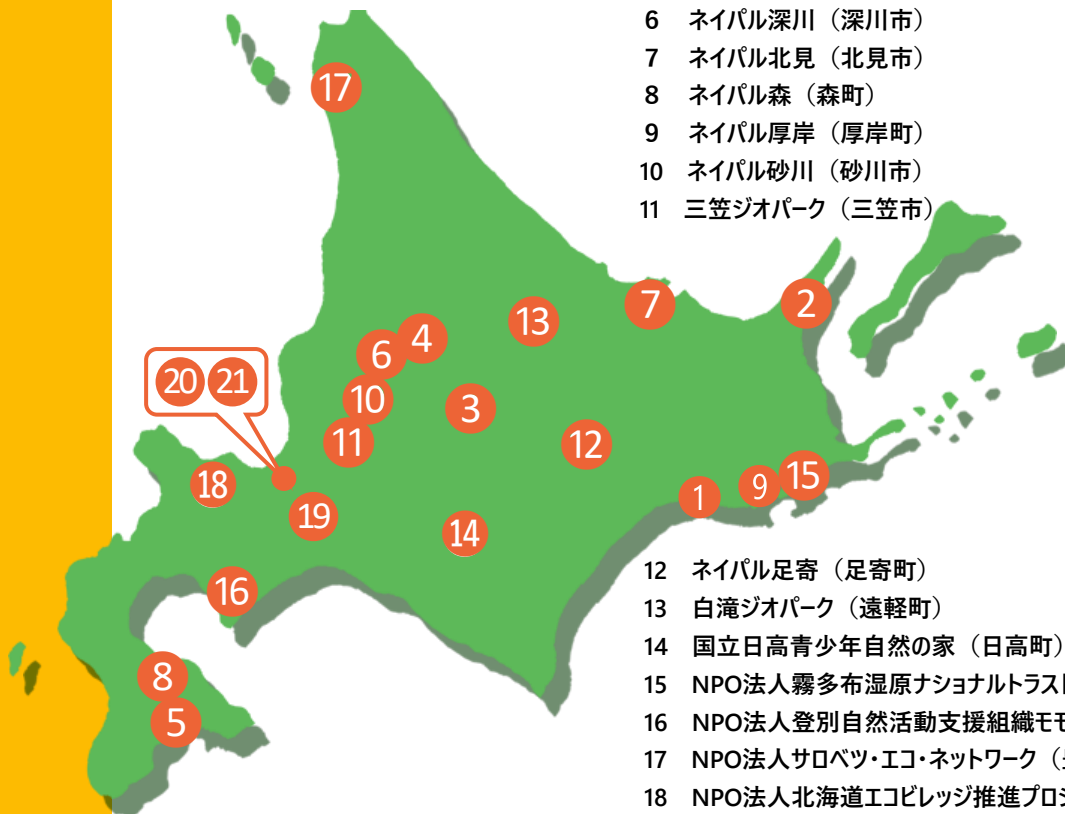 6 ネイパル深川（深川市）
7 ネイパル北見（北見市）
8 ネイパル森（森町）
9 ネイパル厚岸（厚岸町）
10 ネイパル砂川（砂川市）
11 三笠ジオパーク（三笠市）
17
2
7
13
4
6
20 21
10
3
11
12
18
15
9
1
19
14
16
8
5
12 ネイパル足寄（足寄町）
13 白滝ジオパーク（遠軽町）
14 国立日高青少年自然の家（日高町）
15 NPO法人霧多布湿原ナショナルトラスト
16 NPO法人登別自然活動支援組織モモ
17 NPO法人サロベツ・エコ・ネットワーク（
18 NPO法人北海道エコビレッジ推進プロジ